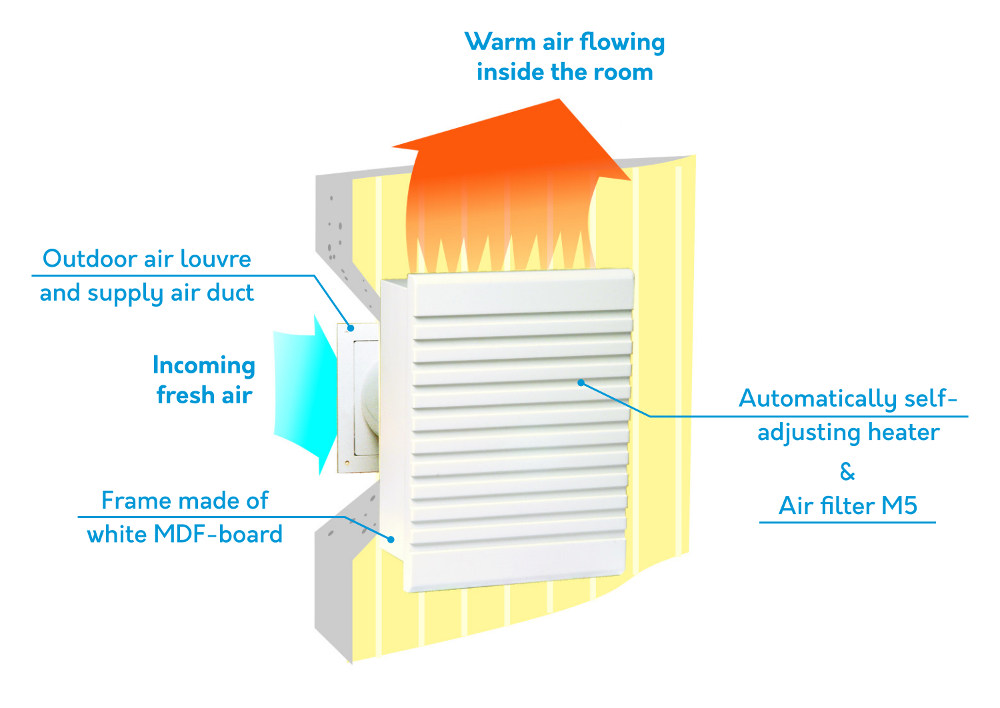 Warm air flowing
inside the room
Outdoor air louvre
and supply air duct
Incoming
fresh air
Automatically self-
adjusting heater
&
Air filter M5
Frame made of
white MDF-board